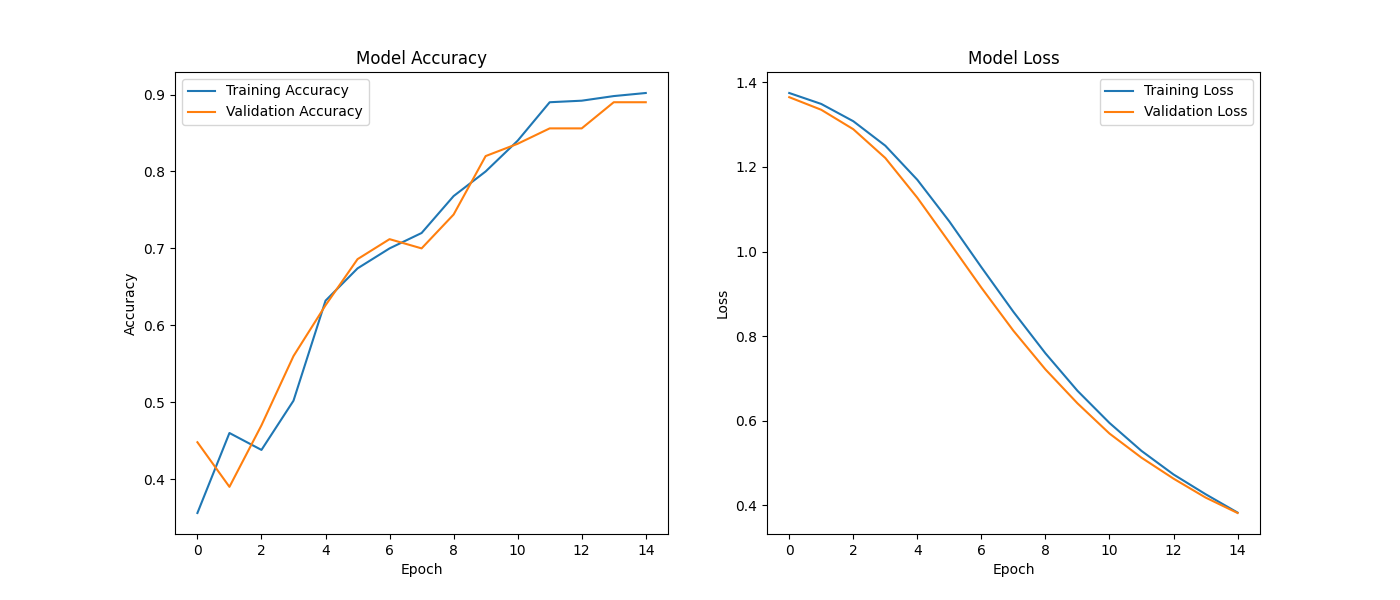 Model Accuracy
Training Accuracy
Validation Accuracy
0.9
0.8
0.7
0.6
0.5
0.4
Accuracy
0 2 4 6 8 10 12 14
Epoch
Model Loss
Training Loss
Validation Loss
1.4
1.2
1.0
0.8
0.6
0.4
Loss
0 2 4 6 8 10 12 14
Epoch